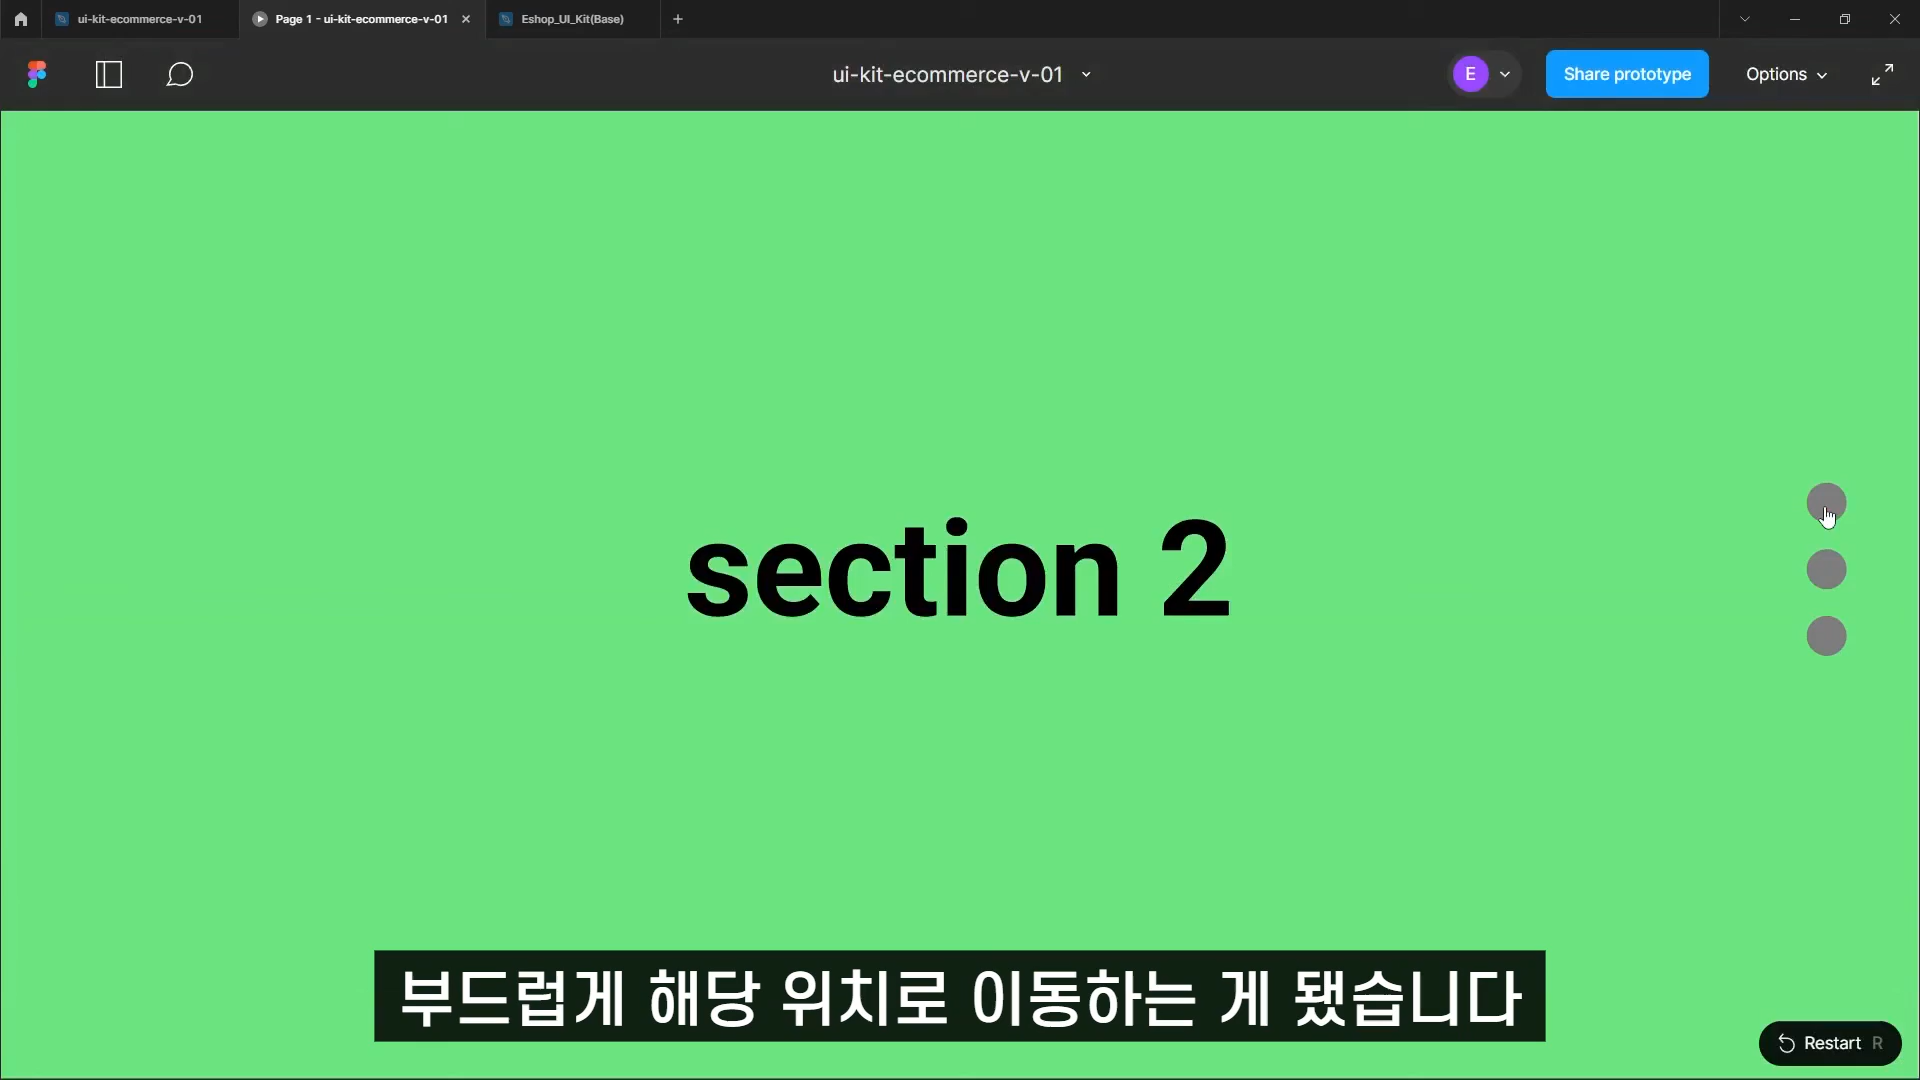 ui-kit-ecommerce-v-01
Page 1 - ui-kit-ecommerce-v-01
Eshop_UI_Kit(Base)
ui-kit-ecommerce-v-01
E
Share prototype
Options
section 2
부드럽게 해당 위치로 이동하는 게 됐습니다
Restart R